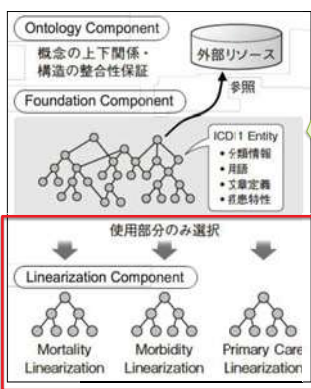 Ontology Component
概念の上下関係・
構造の整合性保証
外部リソース
参照
Foundation Component
ICD11 Entity
• 分類情報
• 用語
• 文章定義
• 疾患特性
使用部分のみ選択
Linearization Component
Mortality
Linearization
Morbidity
Linearization
Primary Care
Linearization